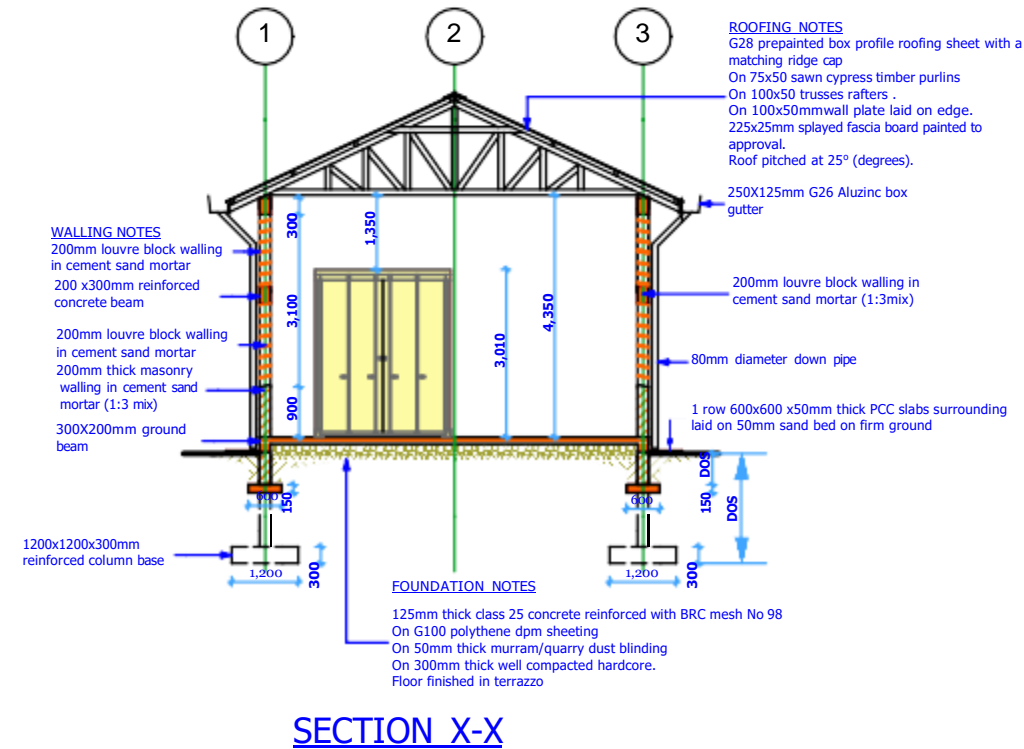 1
2
3
ROOFING NOTES
G28 prepainted box profile roofing sheet with a
matching ridge cap
On 75x50 sawn cypress timber purlins
On 100x50 trusses rafters .
On 100x50mmwall plate laid on edge.
225x25mm splayed fascia board painted to
approval.
Roof pitched at 25° (degrees).
250X125mm G26 Aluzinc box
gutter
WALLING NOTES
200mm louvre block walling
in cement sand mortar
200 x300mm reinforced
concrete beam
200mm louvre block walling
in cement sand mortar
200mm thick masonry
walling in cement sand
mortar (1:3 mix)
300X200mm ground
beam
300
1,350
3,100
3,010
4,350
900
200mm louvre block walling in
cement sand mortar (1:3mix)
80mm diameter down pipe
1 row 600x600 x50mm thick PCC slabs surrounding
laid on 50mm sand bed on firm ground
600
150
600
150
DOS
DOS
1200x1200x300mm
reinforced column base
1,200
300
1,200
300
FOUNDATION NOTES
125mm thick class 25 concrete reinforced with BRC mesh No 98
On G100 polythene dpm sheeting
On 50mm thick murram/quarry dust blinding
On 300mm thick well compacted hardcore.
Floor finished in terrazzo
SECTION X-X